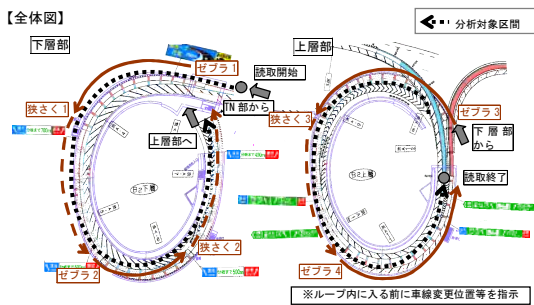 【全体図】
分析対象区間
下層部
上層部
ゼブラ1
読取開始
TN部から
狭さく1
上層部へ
狭さく2
ゼブラ2
狭さく3
ゼブラ3
下層部
から
読取終了
ゼブラ4
※ループ内に入る前に車線変更位置等を指示